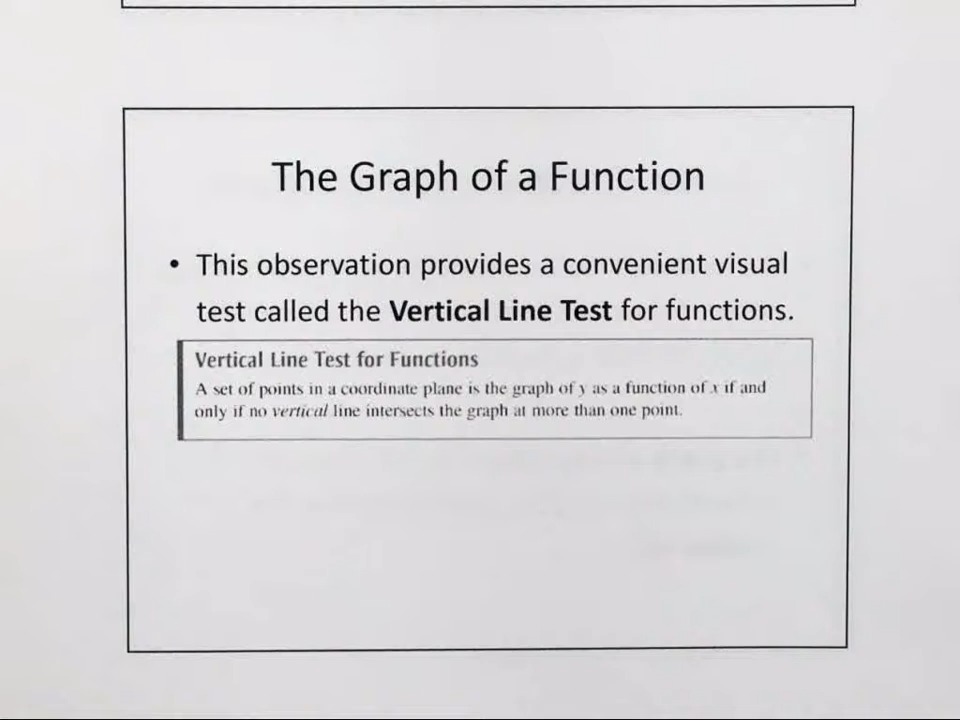 The Graph of a Function
• This observation provides a convenient visual
test called the Vertical Line Test for functions.
Vertical Line Test for Functions
A set of points in a coordinate plane is the graph of y as a function of x if and
only if no vertical line intersects the graph at more than one point.